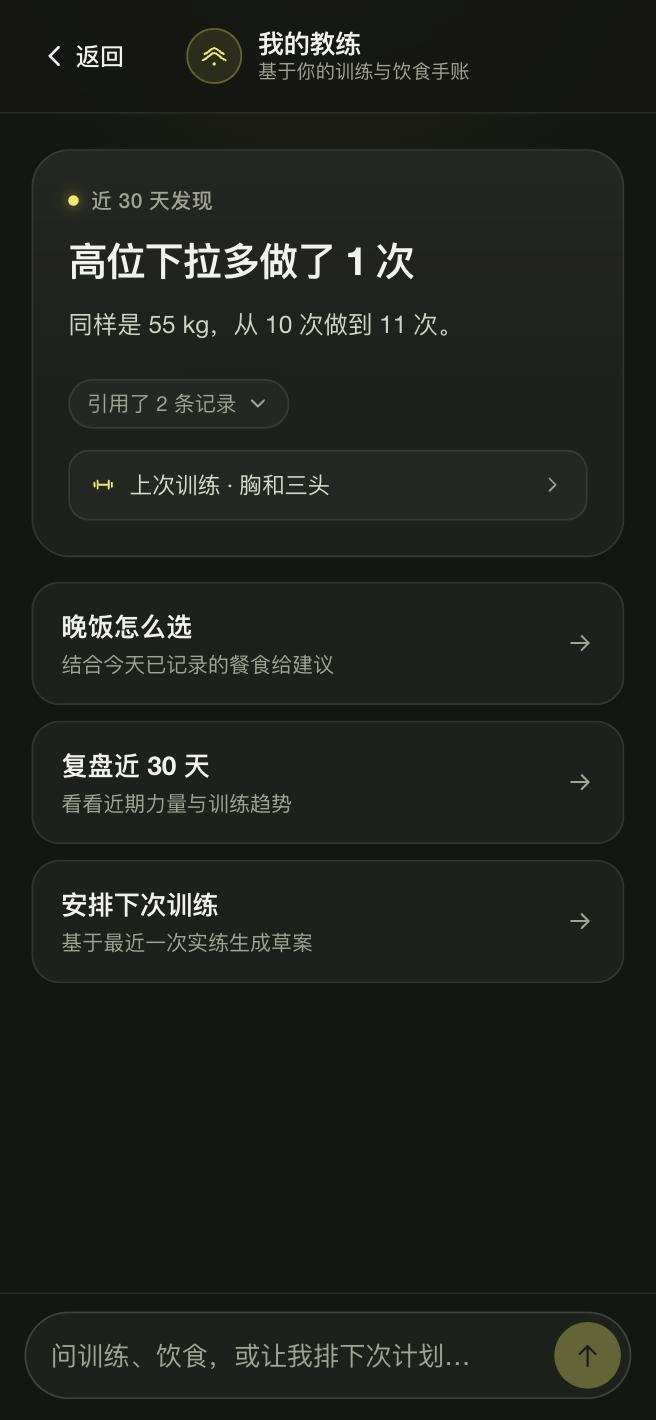 返回
我的教练
基于你的训练与饮食手账
近 30 天发现
高位下拉多做了 1 次
同样是 55 kg，从 10 次做到 11 次。
引用了 2 条记录
上次训练 · 胸和三头
晚饭怎么选
结合今天已记录的餐食给建议
复盘近 30 天
看看近期力量与训练趋势
安排下次训练
基于最近一次实练生成草案
问训练、饮食，或让我排下次计划…